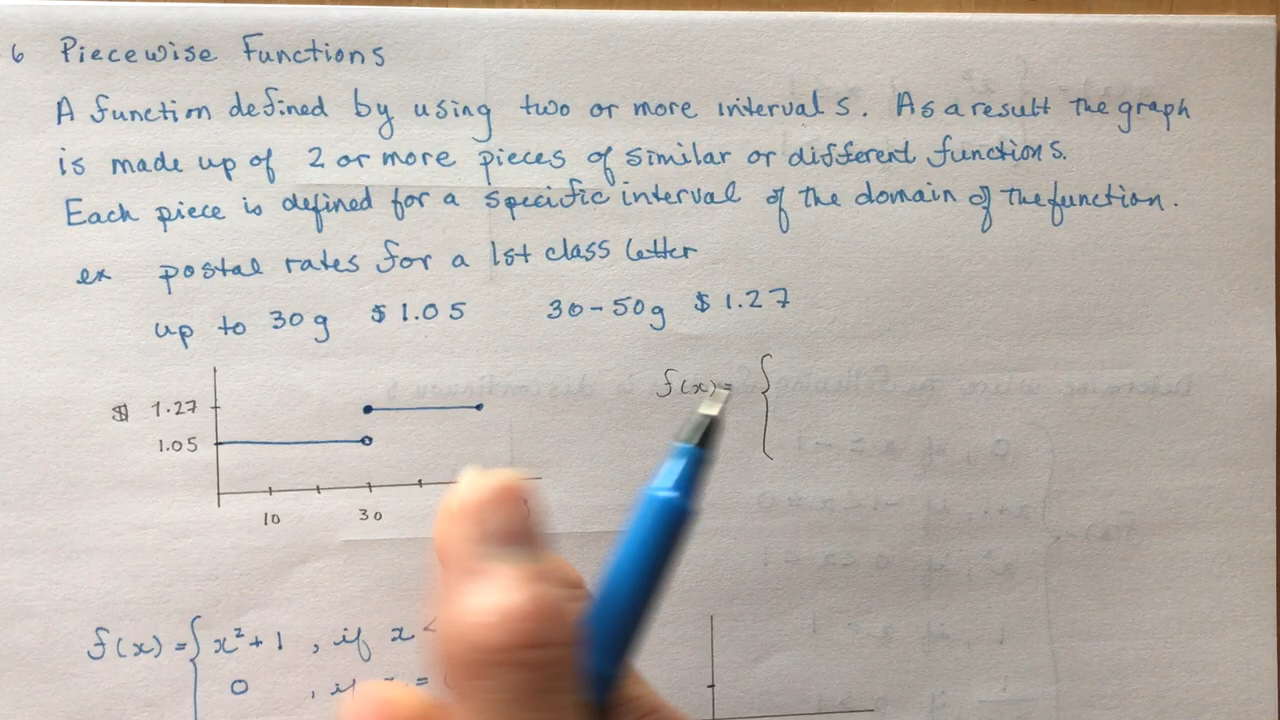 6 Piecewise Functions
A function defined by using two or more intervals. As a result the graph
is made up of 2 or more pieces of similar or different functions.
Each piece is defined for a specific interval of the domain of the function.
ex postal rates for a 1st class letter
up to 30g $1.05 30-50g $1.27
f(x)= {
$ 1.27
1.05
10 30
f(x) = { x²+1 , if x <
0 , if x =